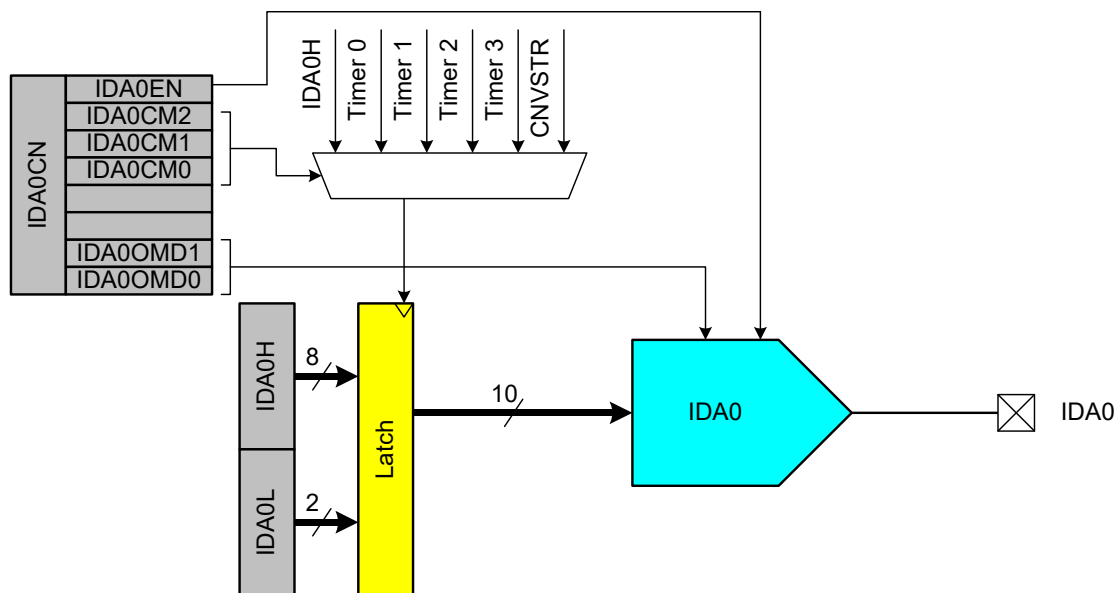 IDA0CN
IDA0EN
IDA0CM2
IDA0CM1
IDA0CM0
IDA0OMD1
IDA0OMD0
IDA0H
Timer 0
Timer 1
Timer 2
Timer 3
CNVSTR
IDA0H
8
IDA0L
2
Latch
10
IDA0
IDA0